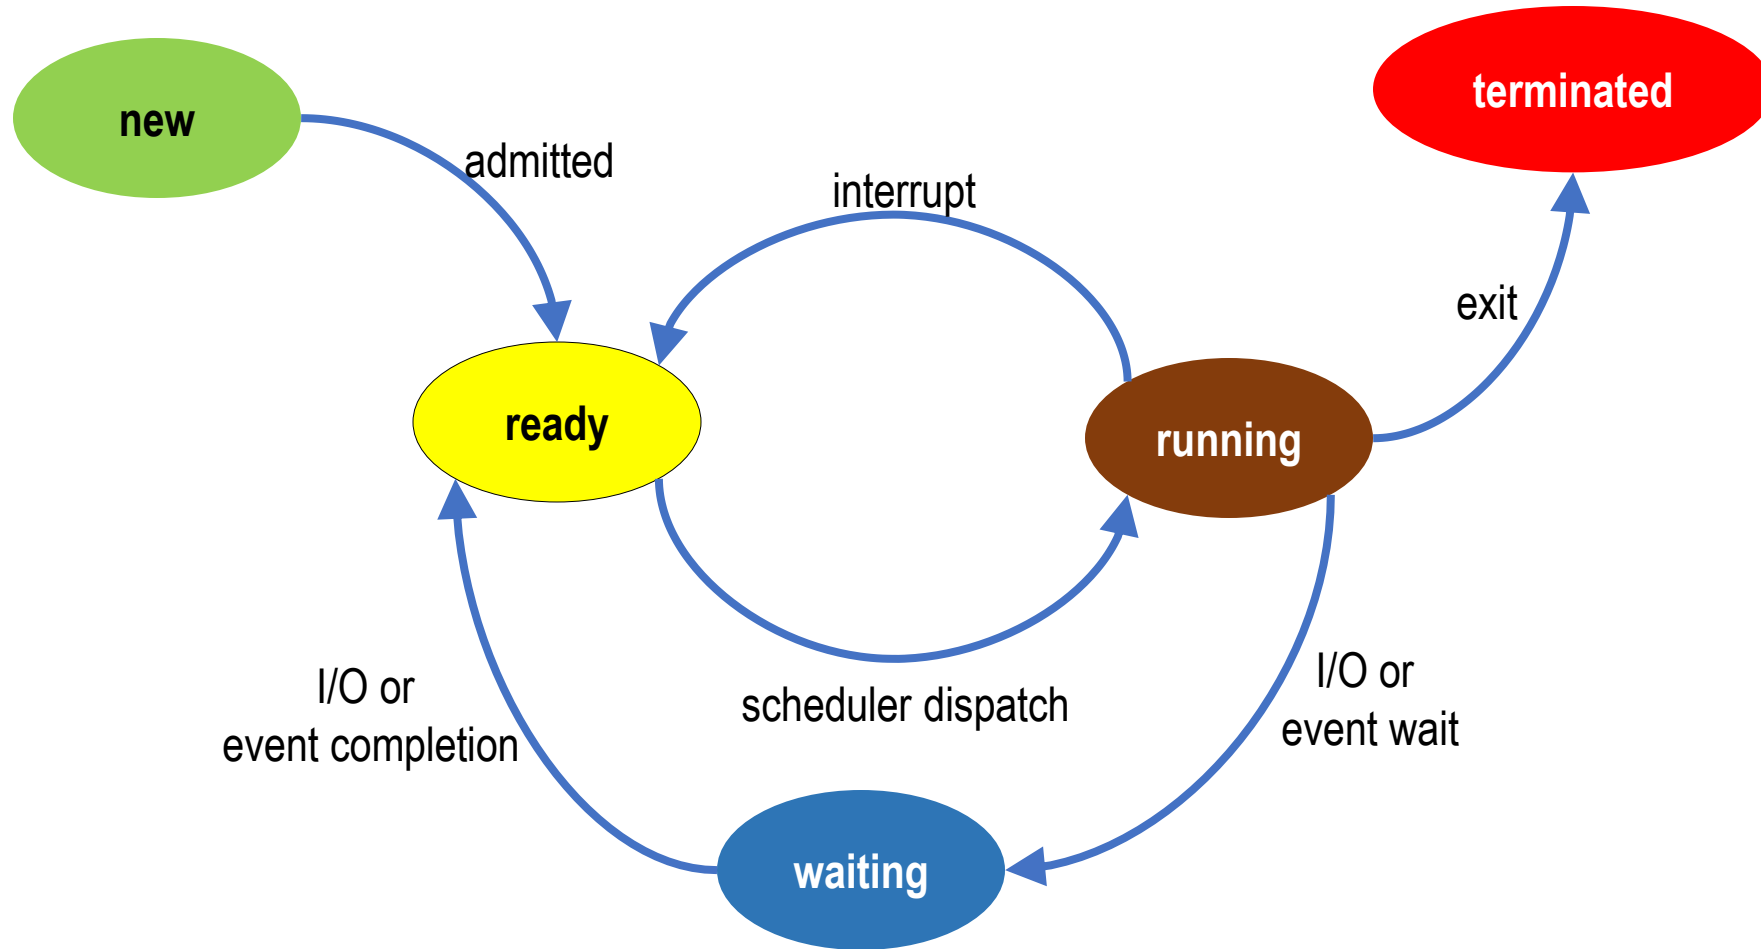 new
terminated
admitted
interrupt
exit
ready
running
I/O or
event completion
scheduler dispatch
I/O or
event wait
waiting